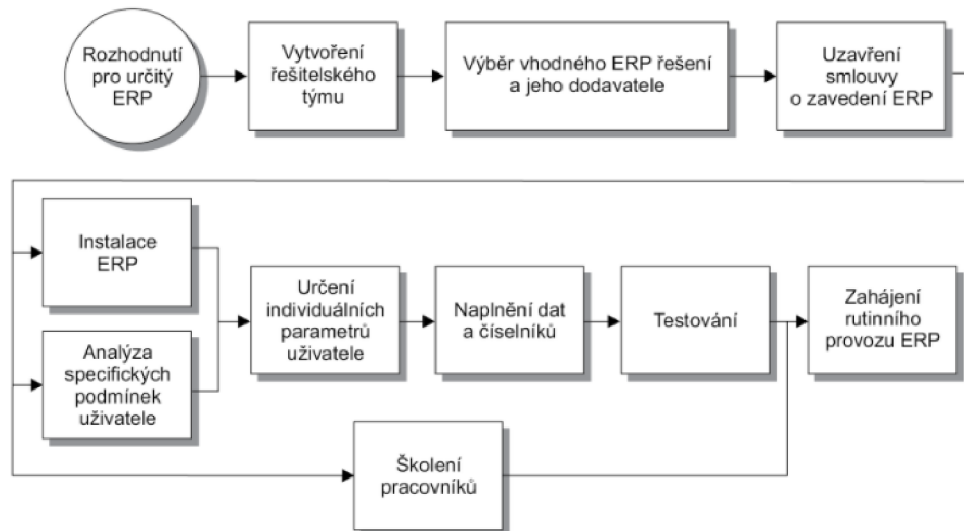 Rozhodnutí
pro určitý
ERP
Vytvoření
řešitelského
týmu
Výběr vhodného ERP řešení
a jeho dodavatele
Uzavření
smlouvy
o zavedení ERP
Instalace
ERP
Analýza
specifických
podmínek
uživatele
Určení
individuálních
parametrů
uživatele
Naplnění dat
a číselníků
Testování
Zahájení
rutinního
provozu ERP
Školení
pracovníků